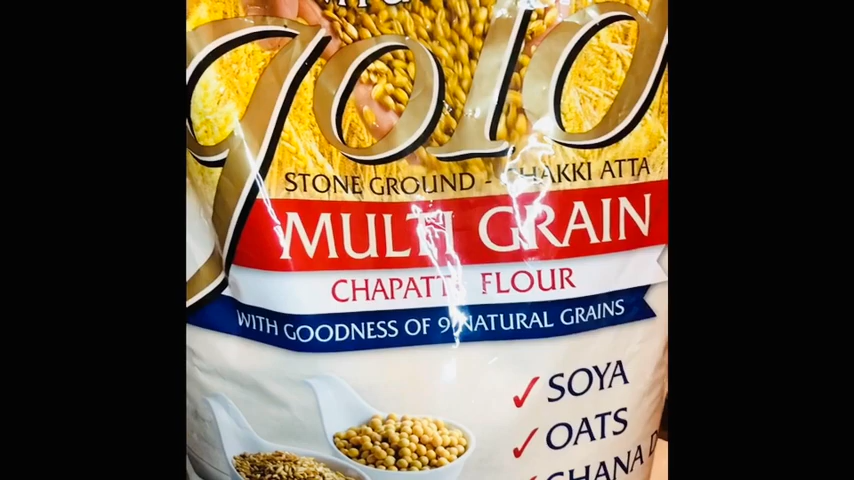 gold
STONE GROUND - CHAKKI ATTA
MULTI GRAIN
CHAPATTI FLOUR
WITH GOODNESS OF 9 NATURAL GRAINS
✓ SOYA
✓ OATS
✓ CHANA D